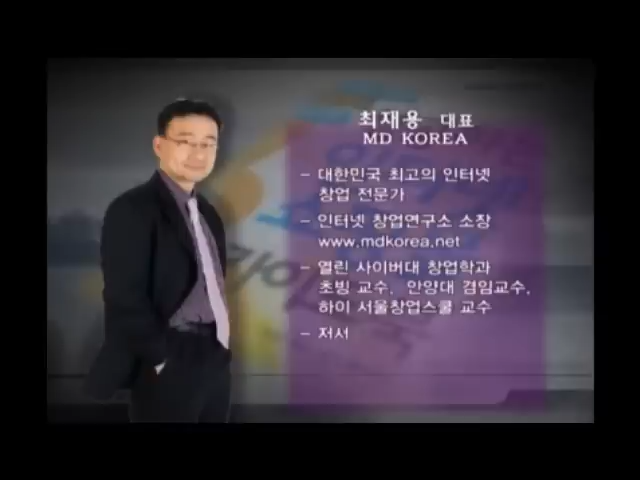 최재용 대표
MD KOREA
- 대한민국 최고의 인터넷
창업 전문가
- 인터넷 창업연구소 소장
www.mdkorea.net
- 열린 사이버대 창업학과
초빙 교수, 안양대 겸임교수,
하이 서울창업스쿨 교수
- 저서